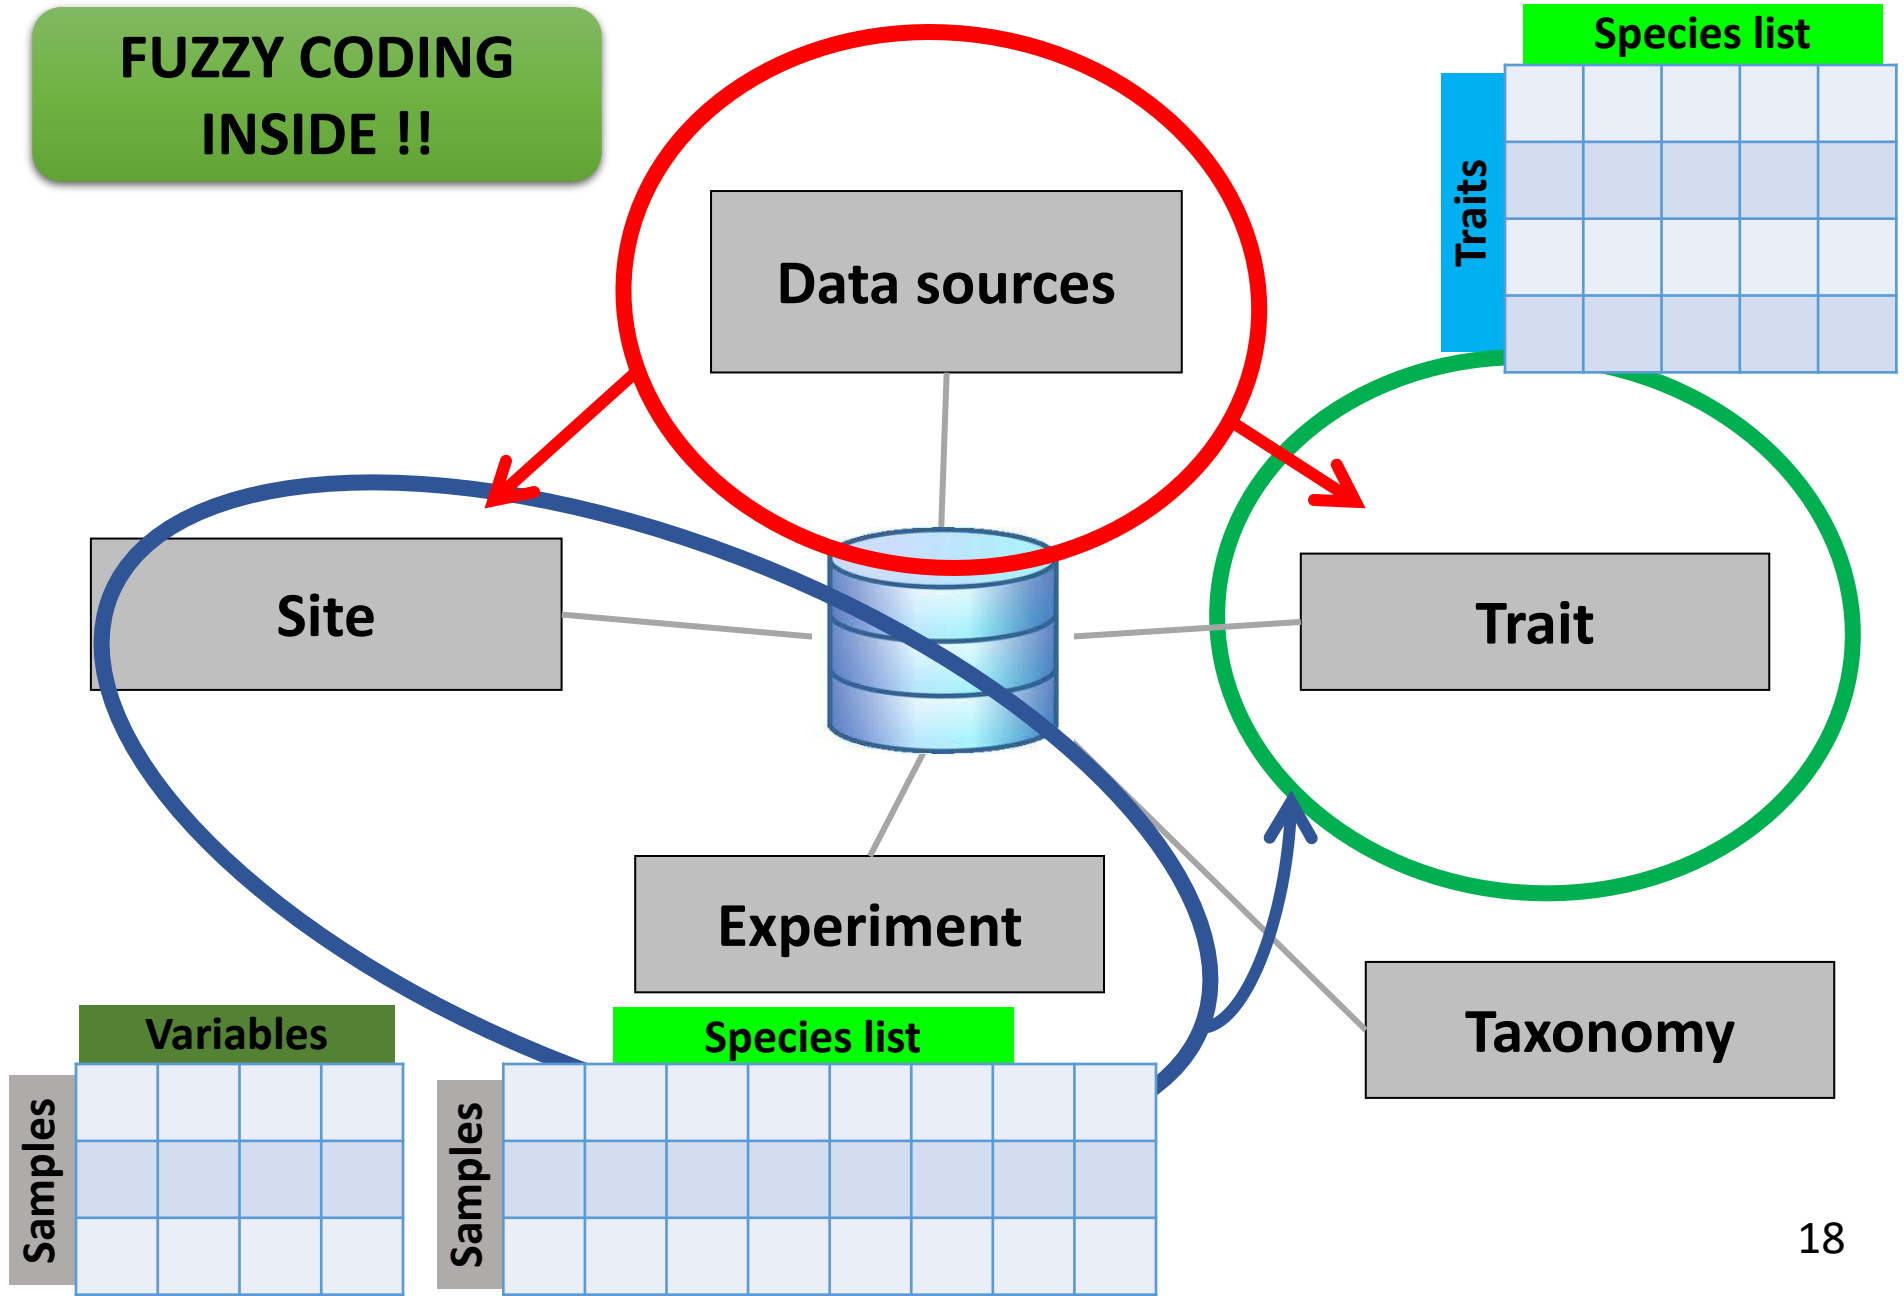 FUZZY CODING
INSIDE !!
Species list
Traits
Data sources
Site
Trait
Experiment
Taxonomy
Variables
Samples
Species list
Samples
18